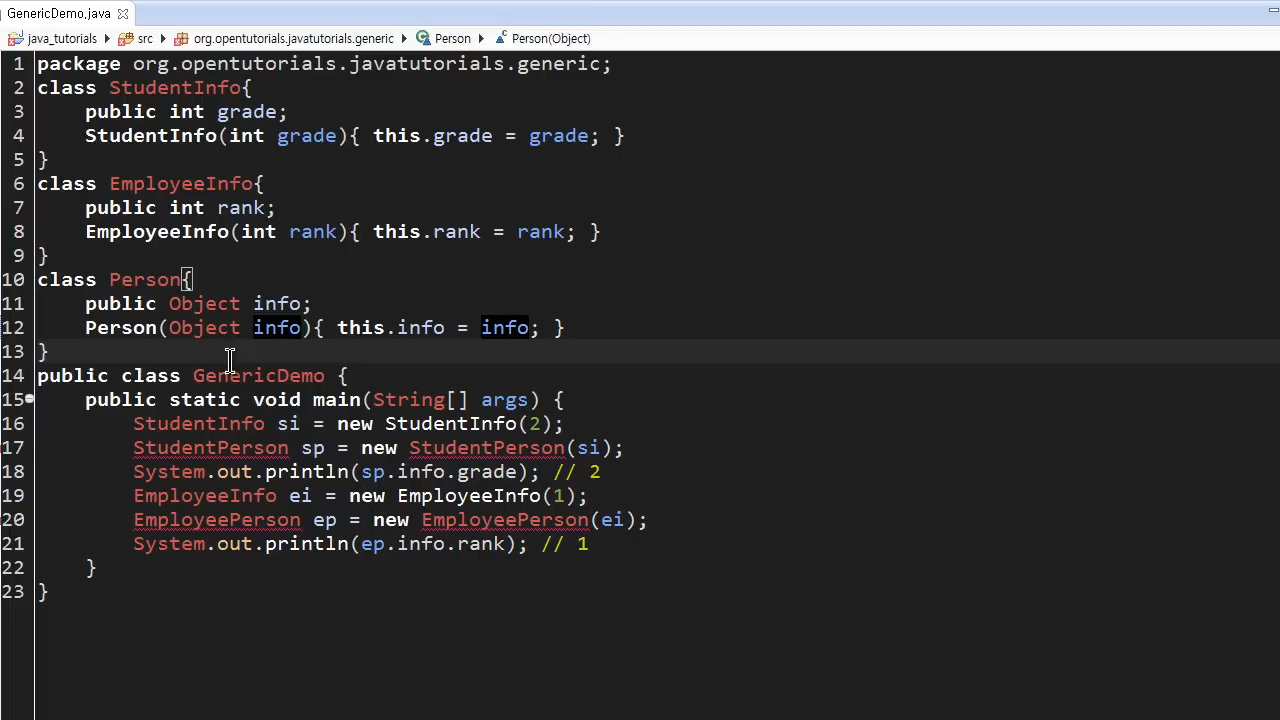 GenericDemo.java
java_tutorials src org.opentutorials.javatutorials.generic Person Person(Object)
1 package org.opentutorials.javatutorials.generic;
2 class StudentInfo{
3     public int grade;
4     StudentInfo(int grade){ this.grade = grade; }
5 }
6 class EmployeeInfo{
7     public int rank;
8     EmployeeInfo(int rank){ this.rank = rank; }
9 }
10 class Person{
11     public Object info;
12     Person(Object info){ this.info = info; }
13 }
14 public class GenericDemo {
15     public static void main(String[] args) {
16         StudentInfo si = new StudentInfo(2);
17         StudentPerson sp = new StudentPerson(si);
18         System.out.println(sp.info.grade); // 2
19         EmployeeInfo ei = new EmployeeInfo(1);
20         EmployeePerson ep = new EmployeePerson(ei);
21         System.out.println(ep.info.rank); // 1
22     }
23 }